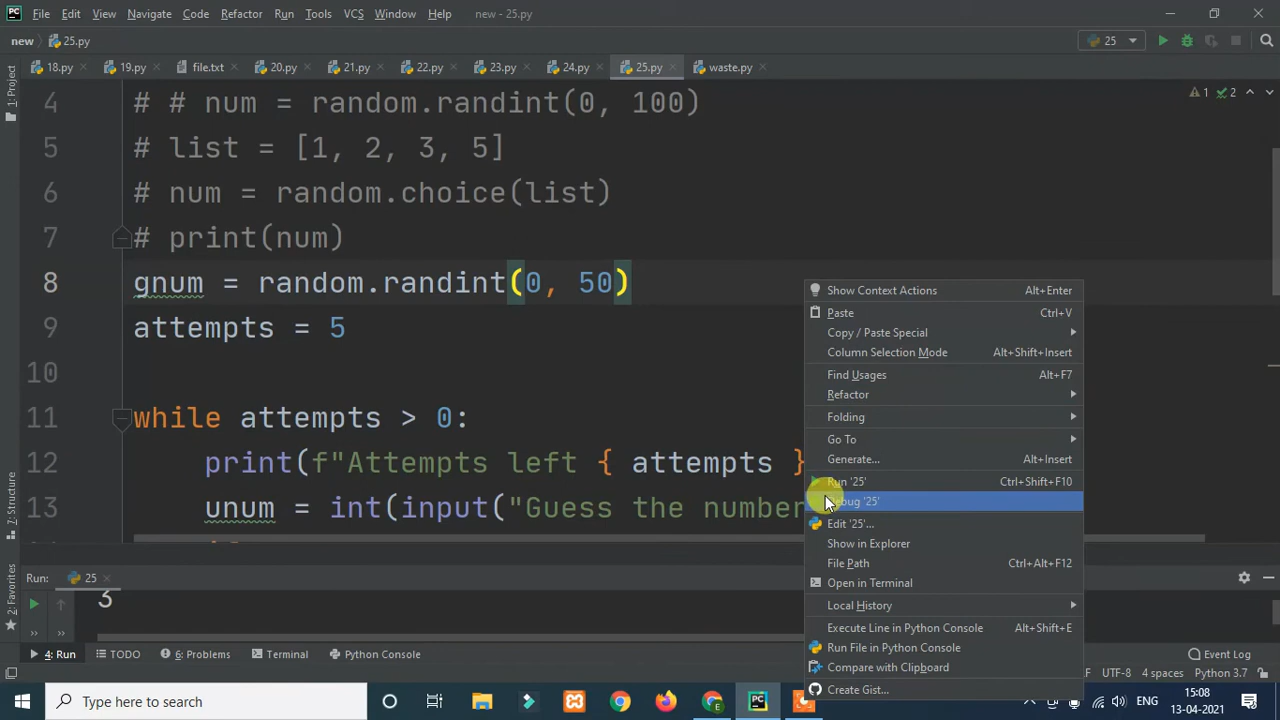 PC File Edit View Navigate Code Refactor Run Tools VCS Window Help new - 25.py
new 25.py 25
18.py 19.py file.txt 20.py 21.py 22.py 23.py 24.py 25.py waste.py
1: Project
4 # # num = random.randint(0, 100) 1 2
5 # list = [1, 2, 3, 5]
6 # num = random.choice(list)
7 # print(num)
8 gnum = random.randint(0, 50)
9 attempts = 5
10
11 while attempts > 0:
12 print(f"Attempts left { attempts }
13 unum = int(input("Guess the number
Show Context Actions Alt+Enter
Paste Ctrl+V
Copy / Paste Special
Column Selection Mode Alt+Shift+Insert
Find Usages Alt+F7
Refactor
Folding
Go To
Generate... Alt+Insert
Run '25' Ctrl+Shift+F10
Debug '25'
Edit '25'...
Show in Explorer
File Path Ctrl+Alt+F12
Open in Terminal
Local History
Execute Line in Python Console Alt+Shift+E
Run File in Python Console
Compare with Clipboard
Create Gist...
Z: Structure
2: Favorites
Run: 25
3
4: Run TODO 6: Problems Terminal Python Console Event Log
UTF-8 4 spaces Python 3.7
Type here to search
ENG 15:08
13-04-2021